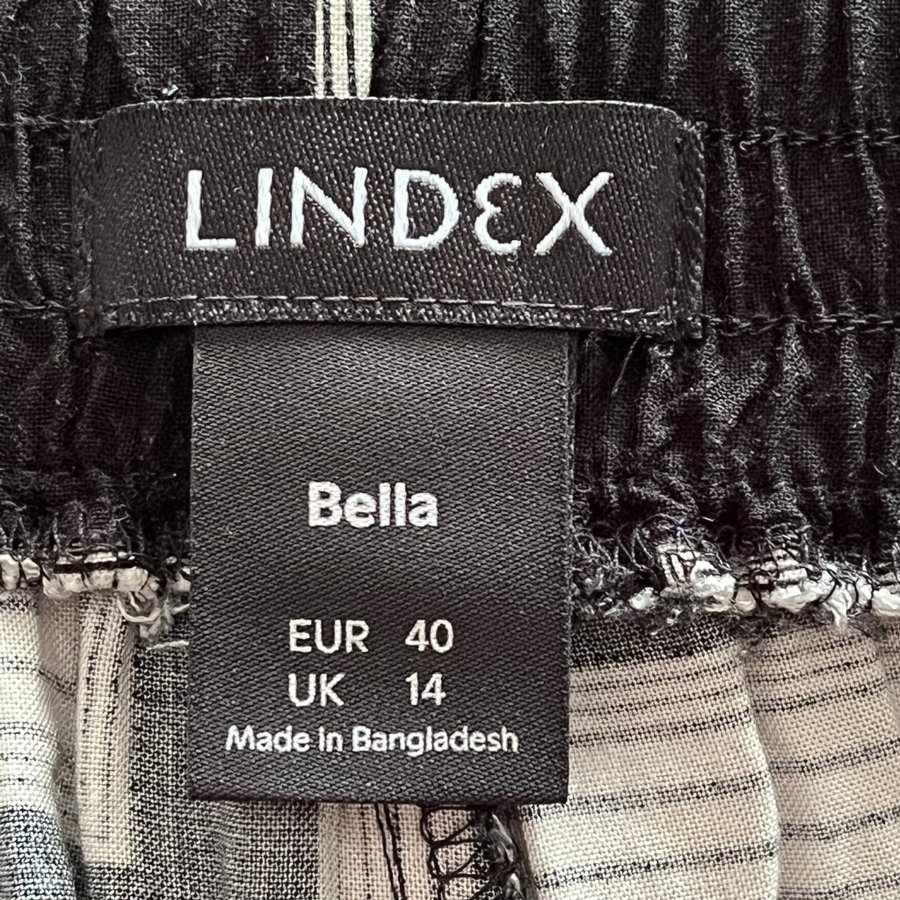 LINDEX
Bella
EUR 40
UK 14
Made in Bangladesh